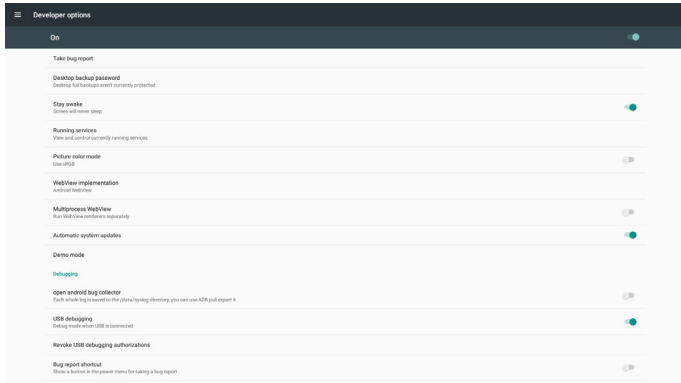 Developer options
On
Take bug report
Desktop backup password
Desktop full backups aren't currently protected
Stay awake
Screen will never sleep
Running services
View and control currently running services
Picture color mode
Use sRGB
WebView implementation
Android WebView
Multiprocess WebView
Run WebView renderers separately
Automatic system updates
Demo mode
Debugging
open android bug collector
Each whole log is saved to the /data/syslog directory, you can use ADR pull export it
USB debugging
Debug mode when USB is connected
Revoke USB debugging authorizations
Bug report shortcut
Show a button in the power menu for taking a bug report